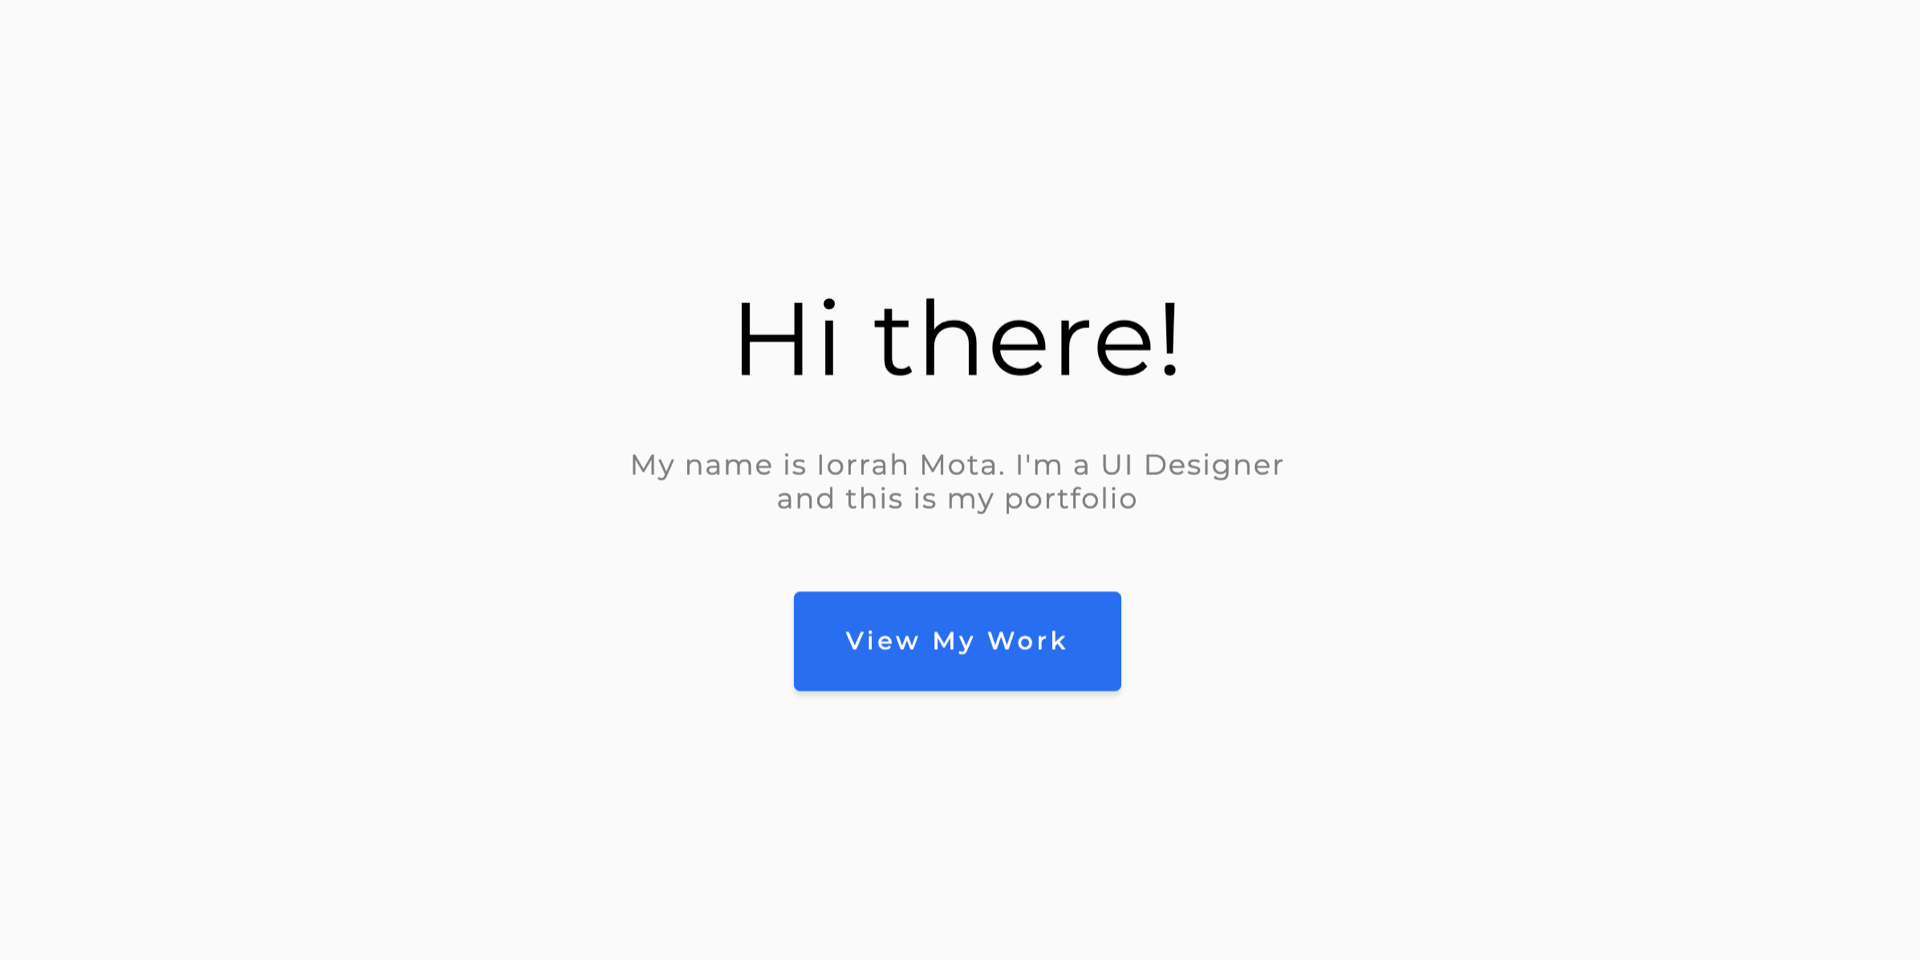 Hi there!
My name is Iorrah Mota. I'm a UI Designer
and this is my portfolio
View My Work